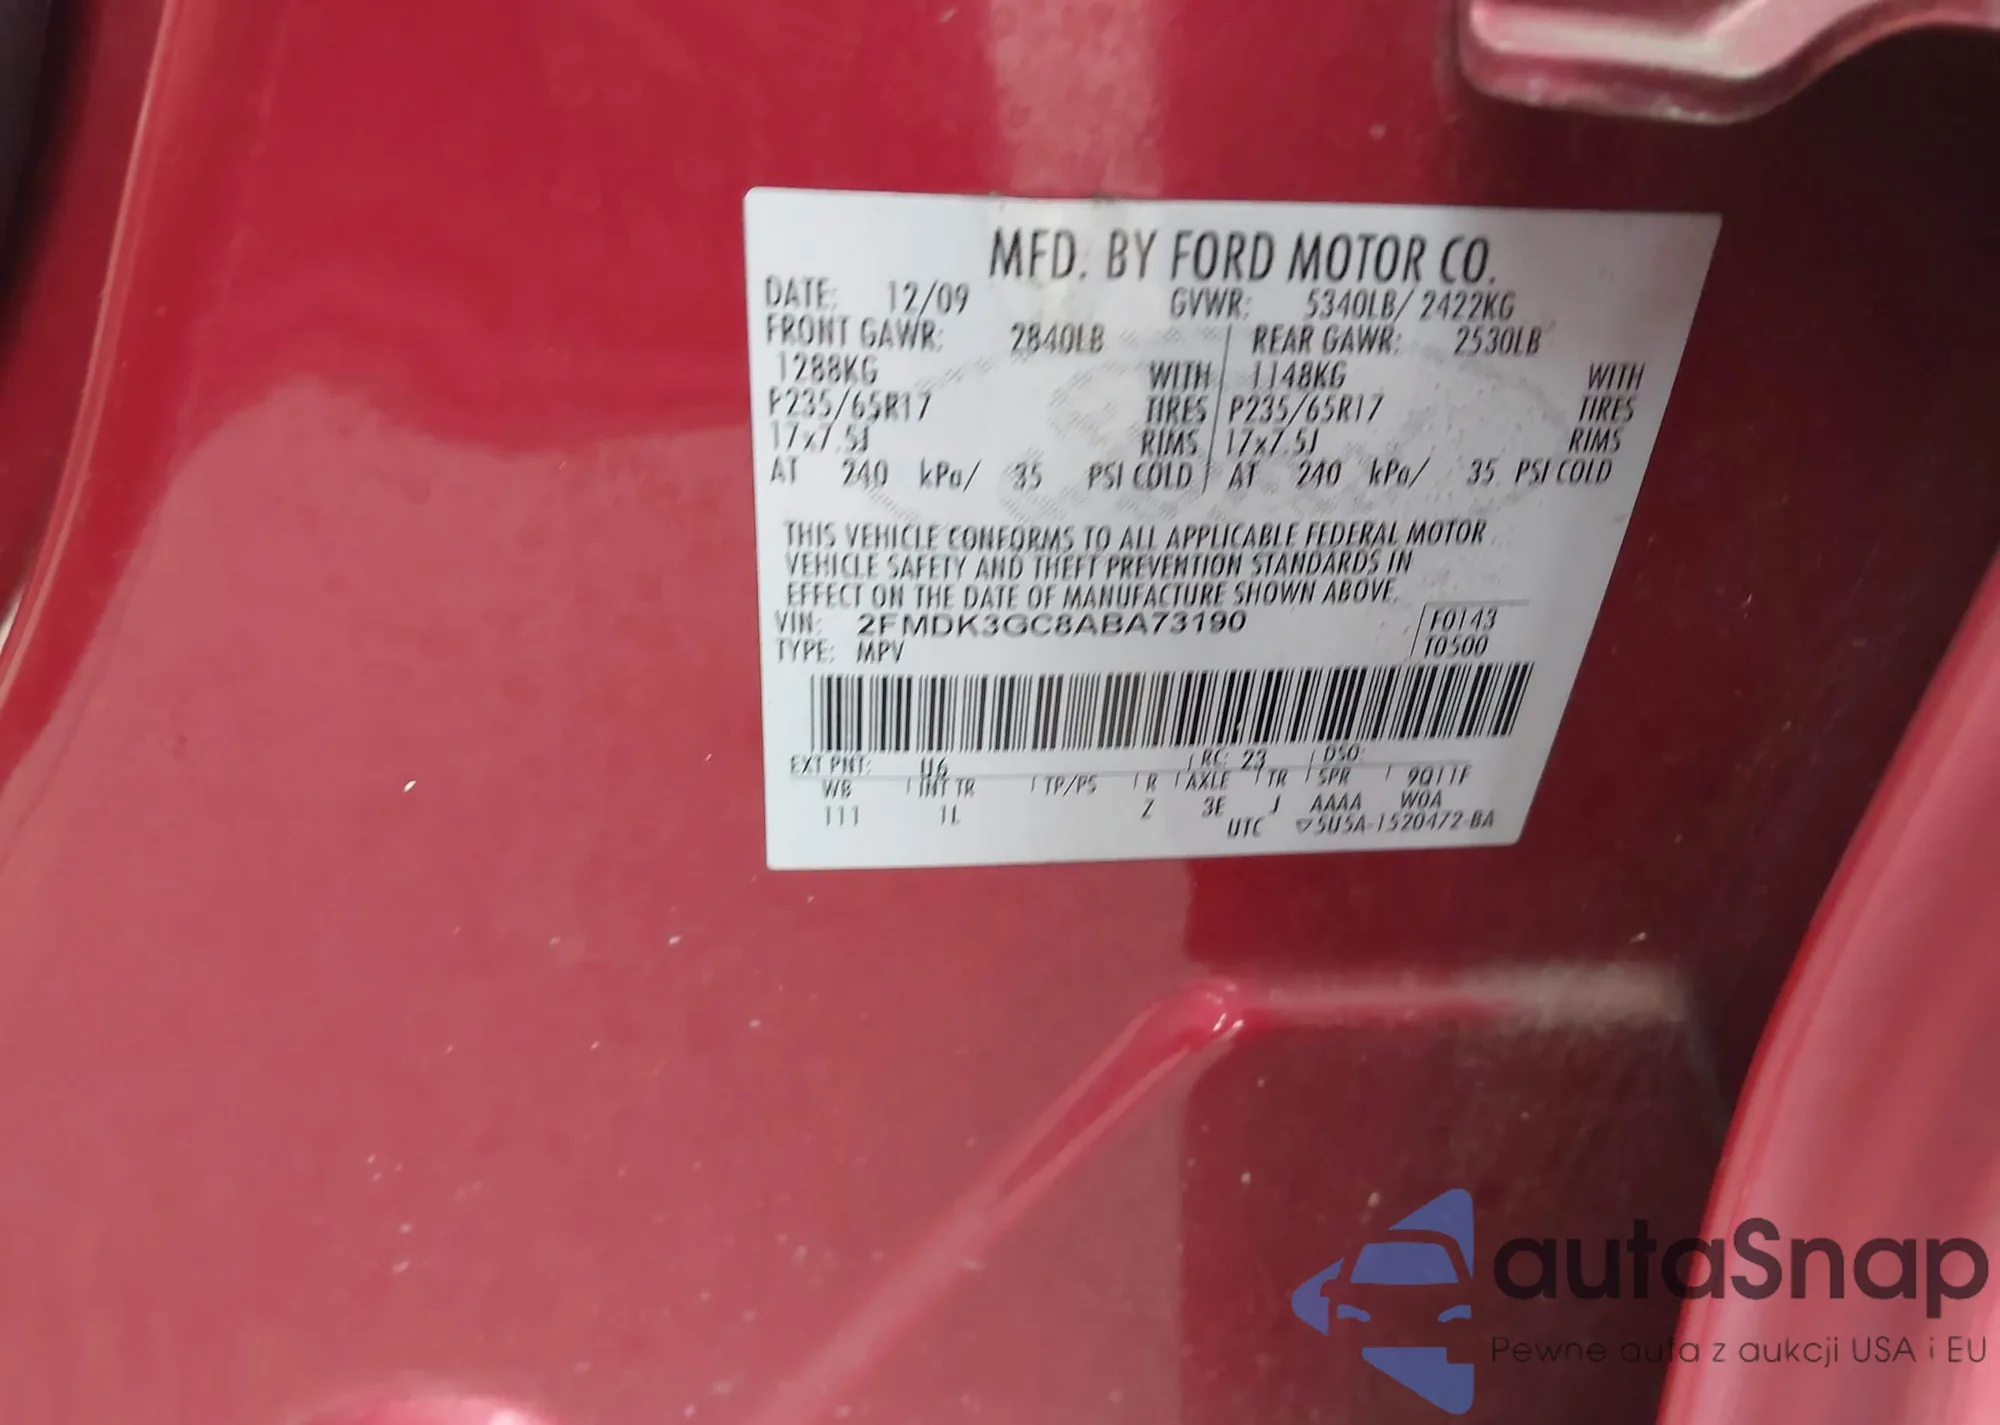 MFD. BY FORD MOTOR CO.
DATE: 12/09 GVWR: 5340LB/ 2422KG
FRONT GAWR: 2840LB REAR GAWR: 2530LB
1288KG WITH 1148KG WITH
P235/65R17 TIRES P235/65R17 TIRES
17x7.5J RIMS 17x7.5J RIMS
AT 240 kPa/ 35 PSI COLD AT 240 kPa/ 35 PSI COLD
THIS VEHICLE CONFORMS TO ALL APPLICABLE FEDERAL MOTOR
VEHICLE SAFETY AND THEFT PREVENTION STANDARDS IN
EFFECT ON THE DATE OF MANUFACTURE SHOWN ABOVE.
VIN: 2FMDK3GC8ABA73190 F0143
TYPE: MPV T0500
EXT PNT: U6 RC: 23 DSO:
WB INT TR TP/PS R AXLE TR SPR 9Q11F
111 1L Z 3E J AAAA W0A
UTC ▽5U5A-1520472-BA
autaSnap
Pewne auta z aukcji USA i EU